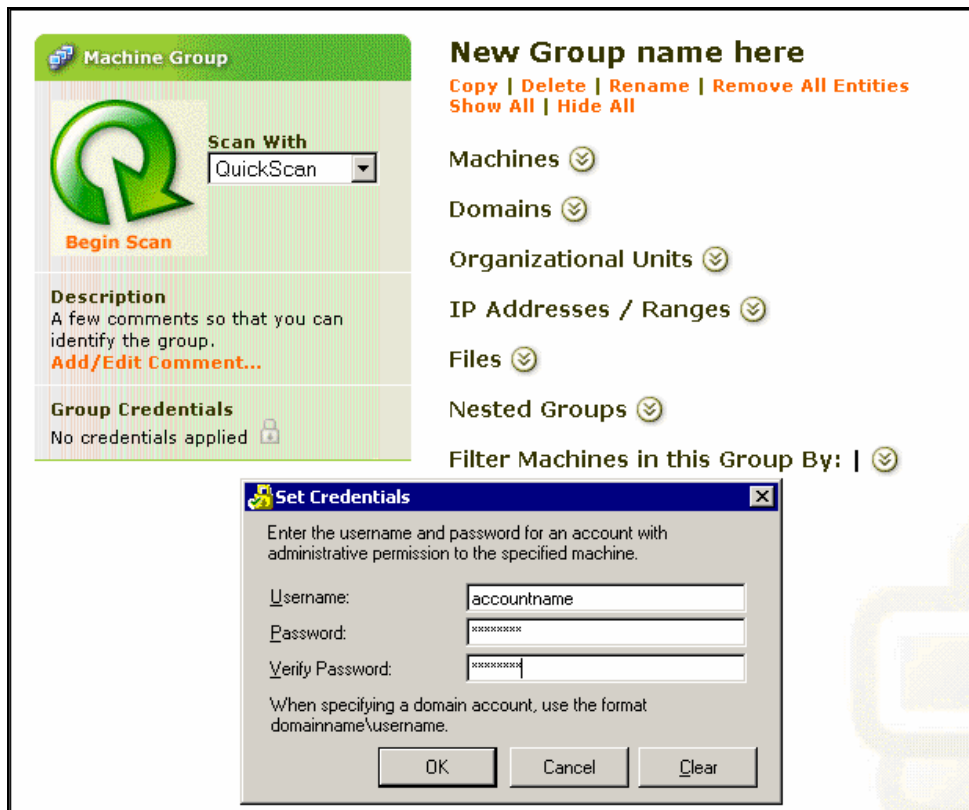 Machine Group
Scan With
QuickScan
Begin Scan
Description
A few comments so that you can
identify the group.
Add/Edit Comment...
Group Credentials
No credentials applied
New Group name here
Copy | Delete | Rename | Remove All Entities
Show All | Hide All
Machines
Domains
Organizational Units
IP Addresses / Ranges
Files
Nested Groups
Filter Machines in this Group By: |
Set Credentials
Enter the username and password for an account with
administrative permission to the specified machine.
Username:
accountname
Password:
********
Verify Password:
********
When specifying a domain account, use the format
domainname\username.
OK
Cancel
Clear